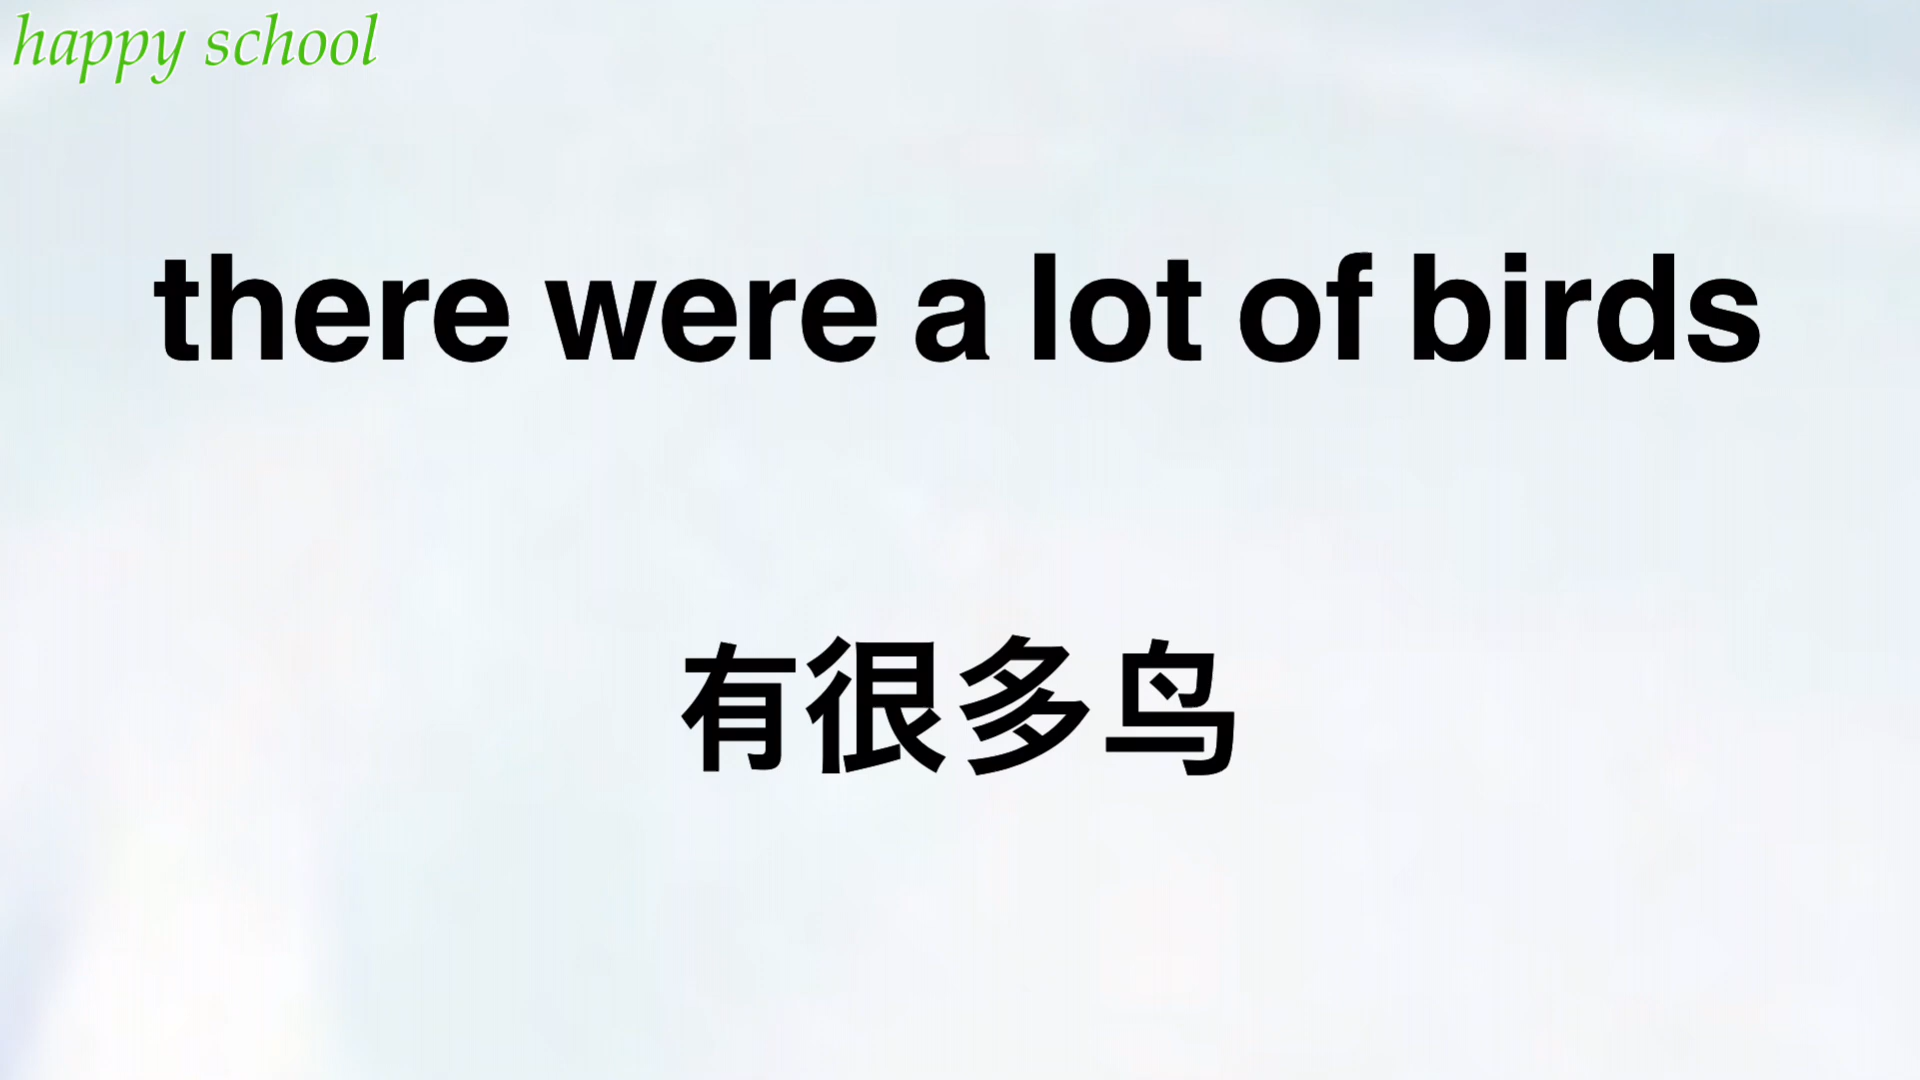 happy school
there were a lot of birds
有很多鸟